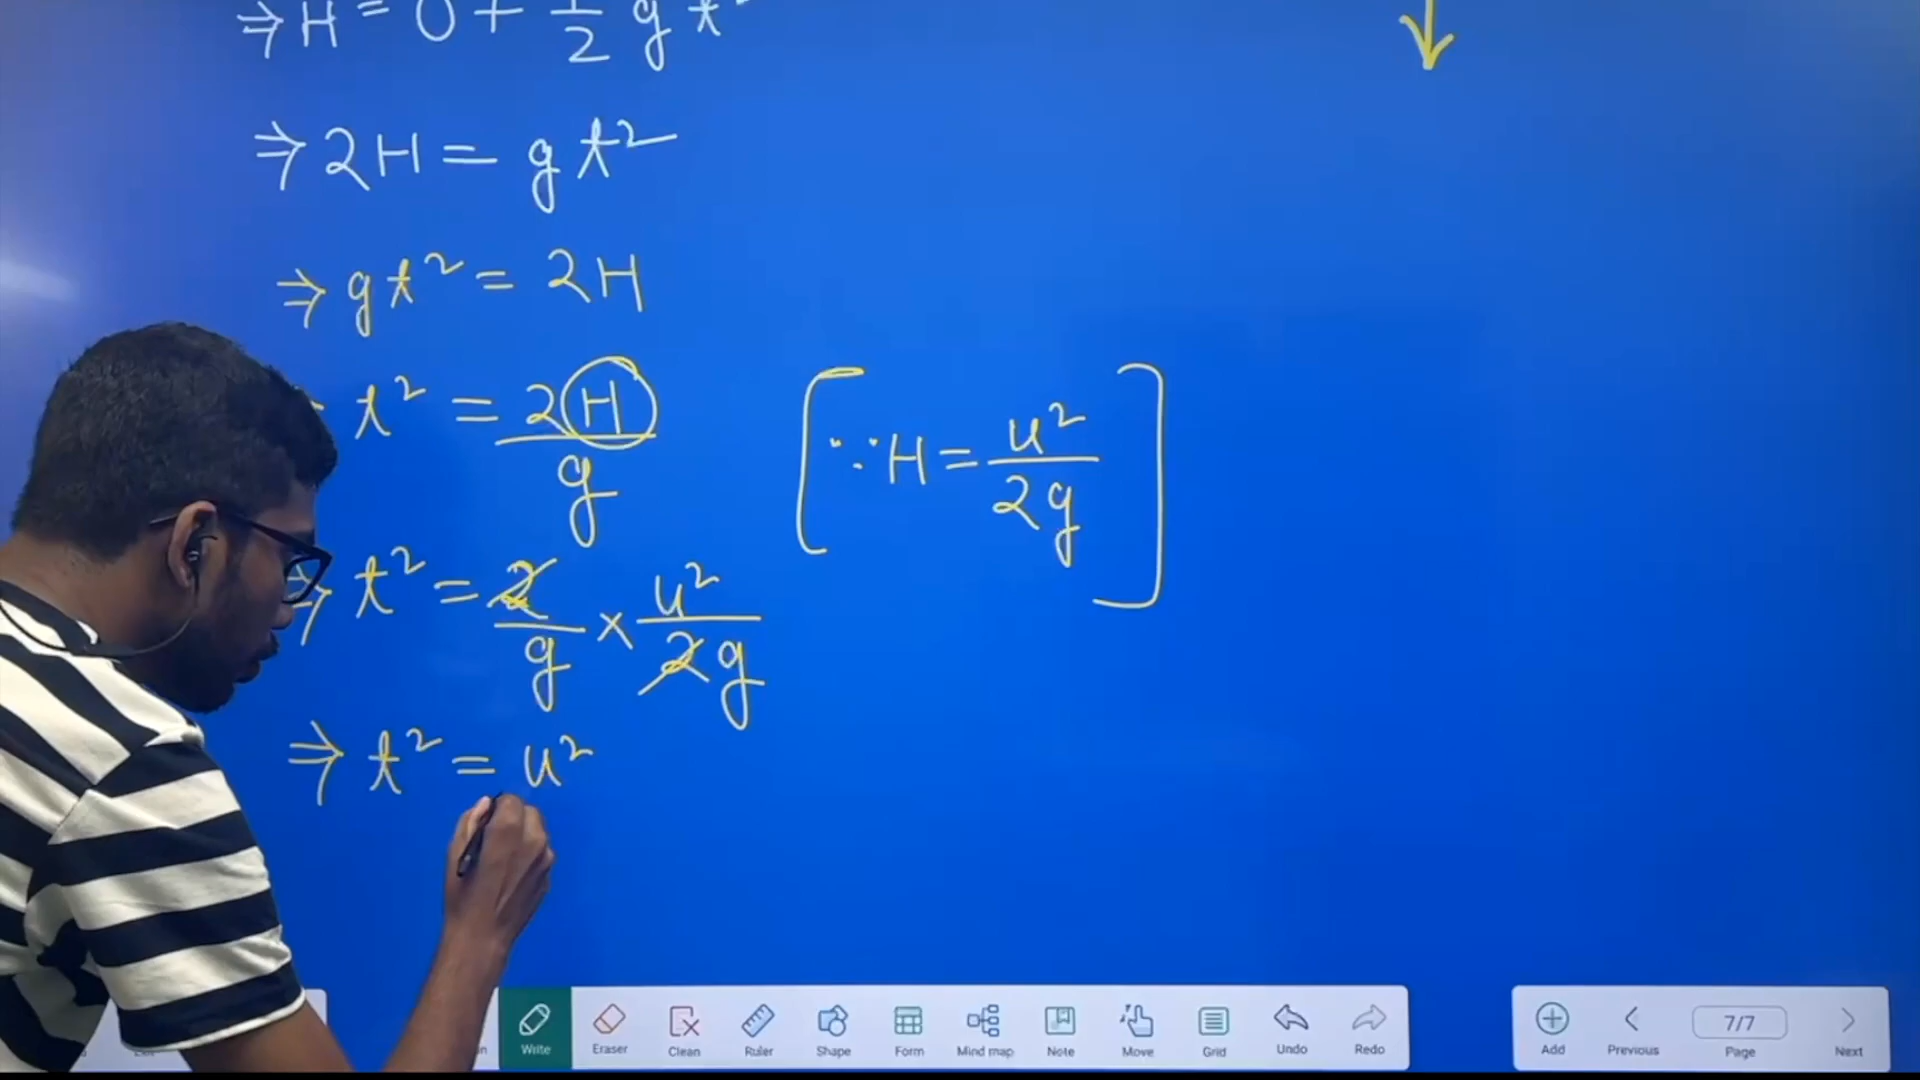 ⇒ H = 0 + 1/2 g t²
⇒ 2H = g t²
⇒ g t² = 2H
t² = 2H/g [∵ H = u²/2g]
⇒ t² = 2/g × u²/2g
⇒ t² = u²
Write Eraser Clean Ruler Shape Form Mind map Note Move Grid Undo Redo Add Previous 7/7 Page Next